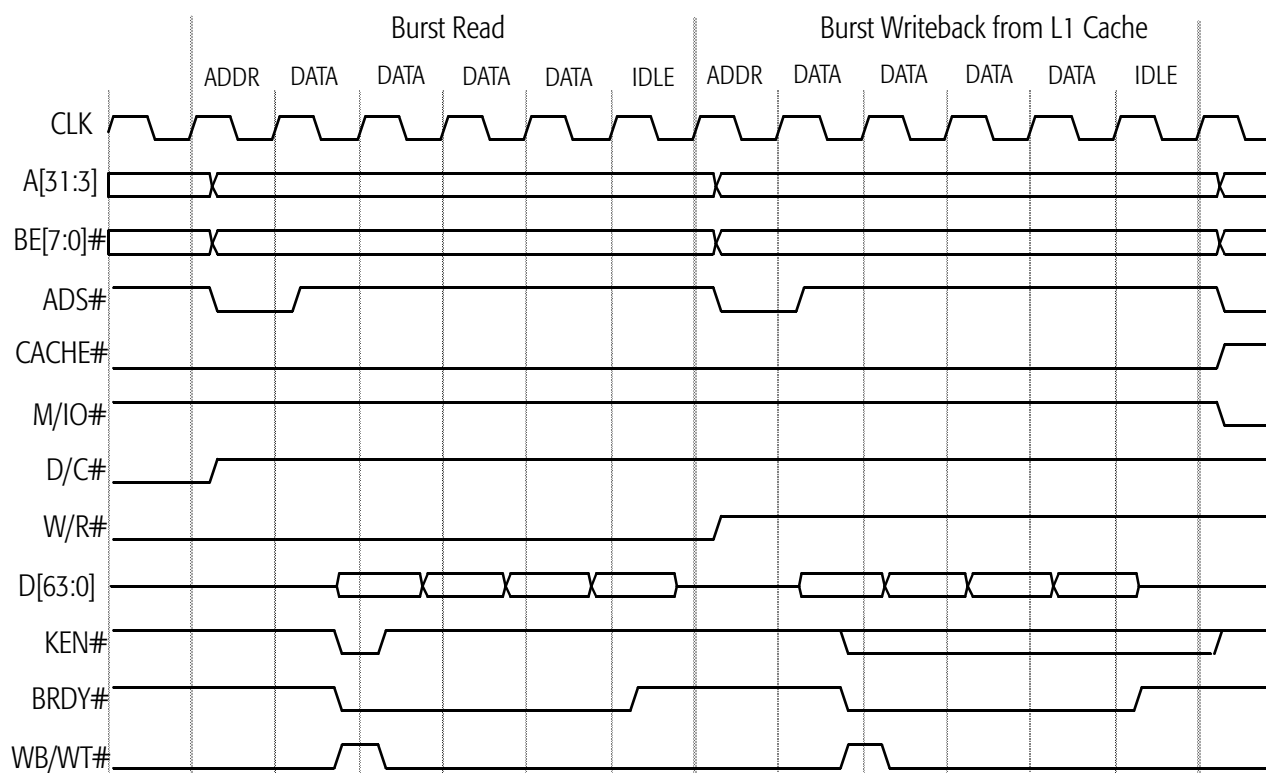 Burst Read Burst Writeback from L1 Cache
ADDR DATA DATA DATA DATA IDLE ADDR DATA DATA DATA DATA IDLE
CLK
A[31:3]
BE[7:0]#
ADS#
CACHE#
M/IO#
D/C#
W/R#
D[63:0]
KEN#
BRDY#
WB/WT#